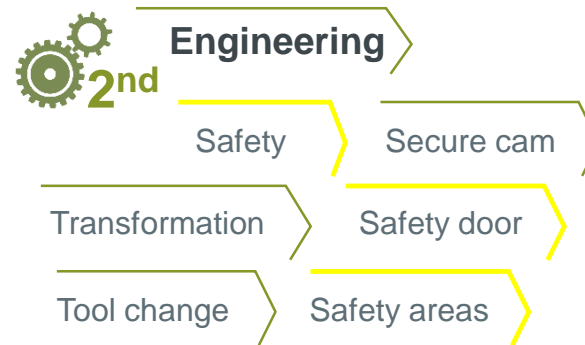 Engineering
2nd
Safety
Secure cam
Transformation
Safety door
Tool change
Safety areas